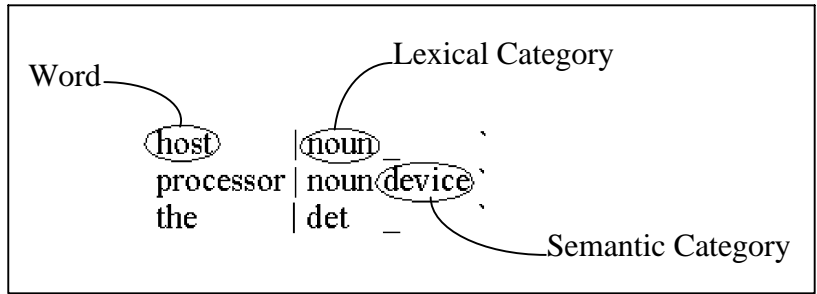 Lexical Category
Word
host | noun _ `
processor | noun device `
the | det _ `
Semantic Category